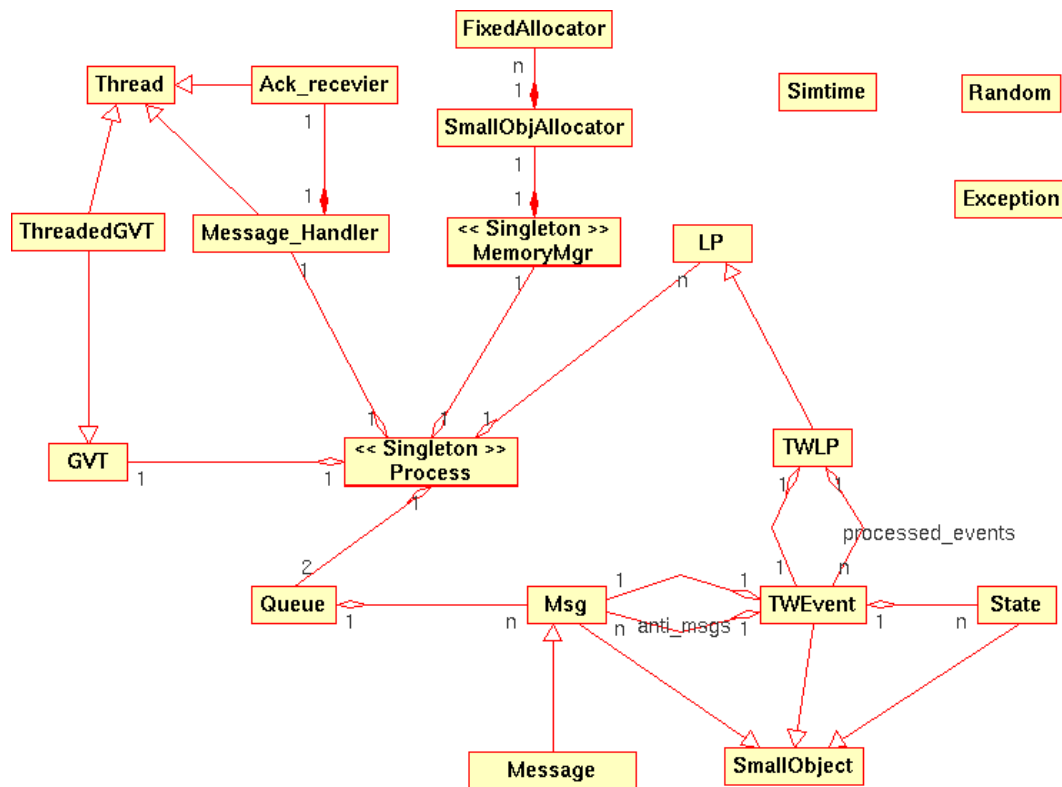 FixedAllocator
n
Thread
Ack_recevier
Simtime
Random
1
1
SmallObjAllocator
1
1
1
Exception
ThreadedGVT
Message_Handler
<< Singleton >>
MemoryMgr
LP
1
1
n
1
1
1
<< Singleton >>
Process
TWLP
GVT
1
1
1
1
1
processed_events
2
1
n
1
1
Queue
Msg
TWEvent
State
1
n
n
anti_msgs
1
1
n
Message
SmallObject